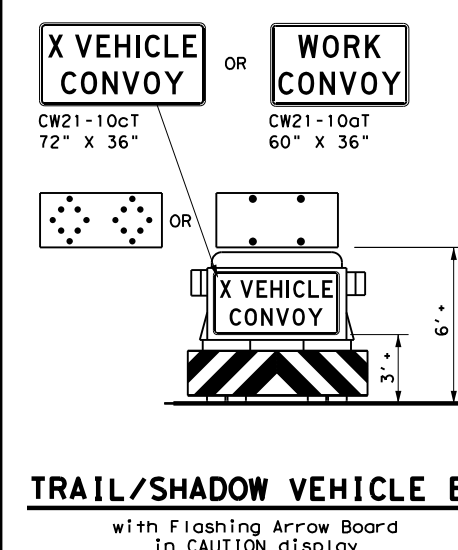 X VEHICLE
CONVOY
OR
WORK
CONVOY
CW21-10cT
72" X 36"
CW21-10aT
60" X 36"
OR
X VEHICLE
CONVOY
6' +
3' +
TRAIL/SHADOW VEHICLE B
with Flashing Arrow Board
in CAUTION display